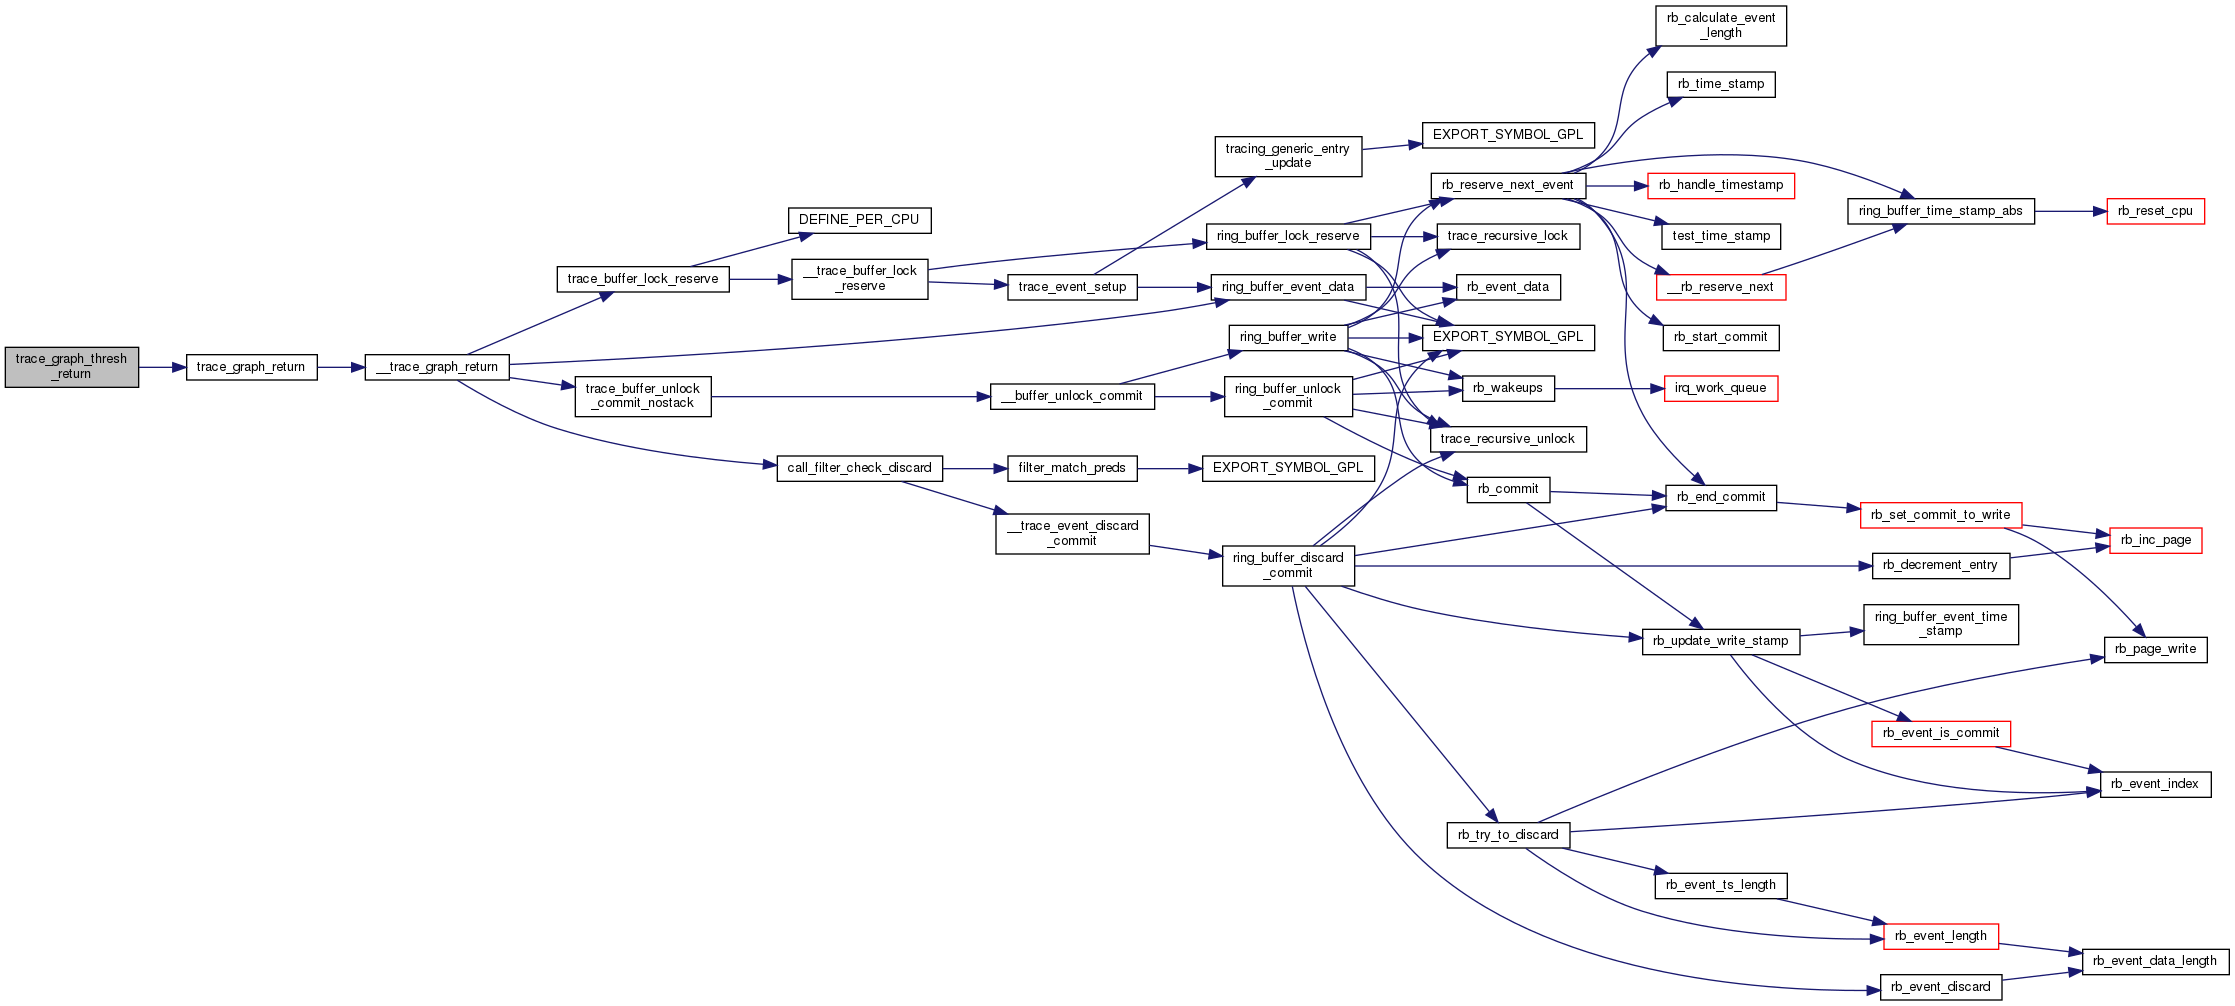 trace_graph_thresh
_return
trace_graph_return
__trace_graph_return
trace_buffer_lock_reserve
trace_buffer_unlock
_commit_nostack
DEFINE_PER_CPU
__trace_buffer_lock
_reserve
call_filter_check_discard
trace_event_setup
__buffer_unlock_commit
filter_match_preds
__trace_event_discard
_commit
tracing_generic_entry
_update
ring_buffer_lock_reserve
ring_buffer_event_data
ring_buffer_write
ring_buffer_unlock
_commit
EXPORT_SYMBOL_GPL
ring_buffer_discard
_commit
EXPORT_SYMBOL_GPL
rb_reserve_next_event
trace_recursive_lock
rb_event_data
EXPORT_SYMBOL_GPL
rb_wakeups
trace_recursive_unlock
rb_commit
rb_try_to_discard
rb_calculate_event
_length
rb_time_stamp
rb_handle_timestamp
test_time_stamp
__rb_reserve_next
rb_start_commit
irq_work_queue
rb_end_commit
rb_update_write_stamp
rb_event_ts_length
ring_buffer_time_stamp_abs
rb_set_commit_to_write
rb_decrement_entry
ring_buffer_event_time
_stamp
rb_event_is_commit
rb_event_length
rb_event_discard
rb_reset_cpu
rb_inc_page
rb_page_write
rb_event_index
rb_event_data_length